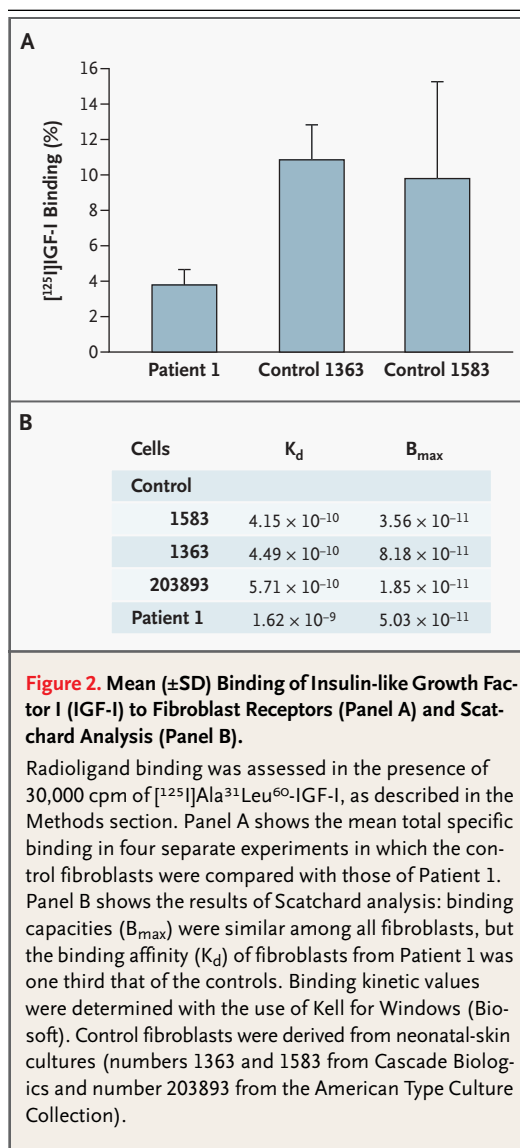 A
16
14
12
10
8
6
4
2
0
[¹²⁵I]IGF-I Binding (%)
Patient 1 Control 1363 Control 1583
B
Cells K_d B_max
Control
1583 4.15 × 10⁻¹⁰ 3.56 × 10⁻¹¹
1363 4.49 × 10⁻¹⁰ 8.18 × 10⁻¹¹
203893 5.71 × 10⁻¹⁰ 1.85 × 10⁻¹¹
Patient 1 1.62 × 10⁻⁹ 5.03 × 10⁻¹¹
Figure 2. Mean (±SD) Binding of Insulin-like Growth Fac-
tor I (IGF-I) to Fibroblast Receptors (Panel A) and Scat-
chard Analysis (Panel B).
Radioligand binding was assessed in the presence of
30,000 cpm of [¹²⁵I]Ala³¹Leu⁶⁰-IGF-I, as described in the
Methods section. Panel A shows the mean total specific
binding in four separate experiments in which the con-
trol fibroblasts were compared with those of Patient 1.
Panel B shows the results of Scatchard analysis: binding
capacities (B_max) were similar among all fibroblasts, but
the binding affinity (K_d) of fibroblasts from Patient 1 was
one third that of the controls. Binding kinetic values
were determined with the use of Kell for Windows (Bio-
soft). Control fibroblasts were derived from neonatal-skin
cultures (numbers 1363 and 1583 from Cascade Biolog-
ics and number 203893 from the American Type Culture
Collection).